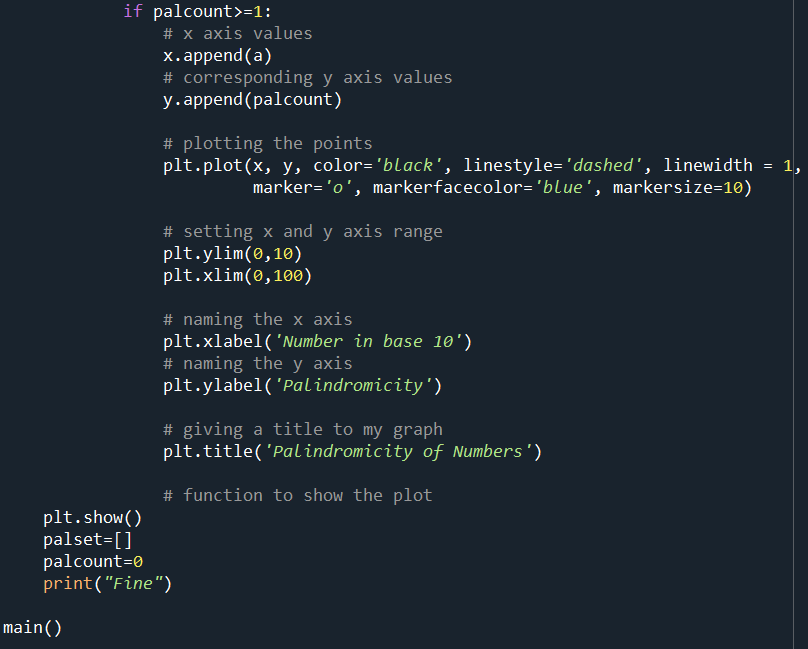 if palcount>=1:
# x axis values
x.append(a)
# corresponding y axis values
y.append(palcount)
# plotting the points
plt.plot(x, y, color='black', linestyle='dashed', linewidth = 1,
marker='o', markerfacecolor='blue', markersize=10)
# setting x and y axis range
plt.ylim(0,10)
plt.xlim(0,100)
# naming the x axis
plt.xlabel('Number in base 10')
# naming the y axis
plt.ylabel('Palindromicity')
# giving a title to my graph
plt.title('Palindromicity of Numbers')
# function to show the plot
plt.show()
palset=[]
palcount=0
print("Fine")
main()